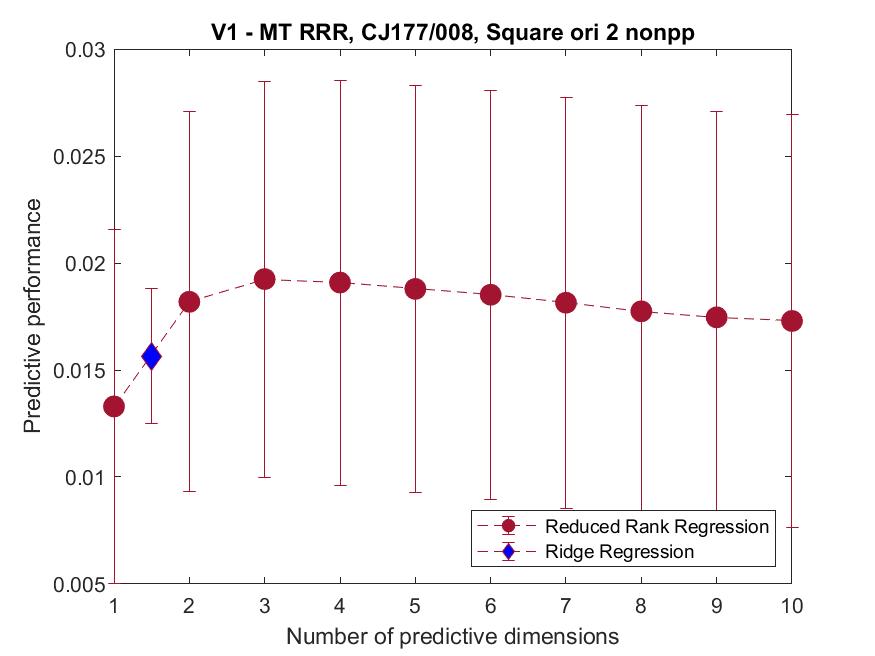 V1 - MT RRR, CJ177/008, Square ori 2 nonpp
0.03
0.025
0.02
0.015
0.01
0.005
Predictive performance
1 2 3 4 5 6 7 8 9 10
Number of predictive dimensions
Reduced Rank Regression
Ridge Regression